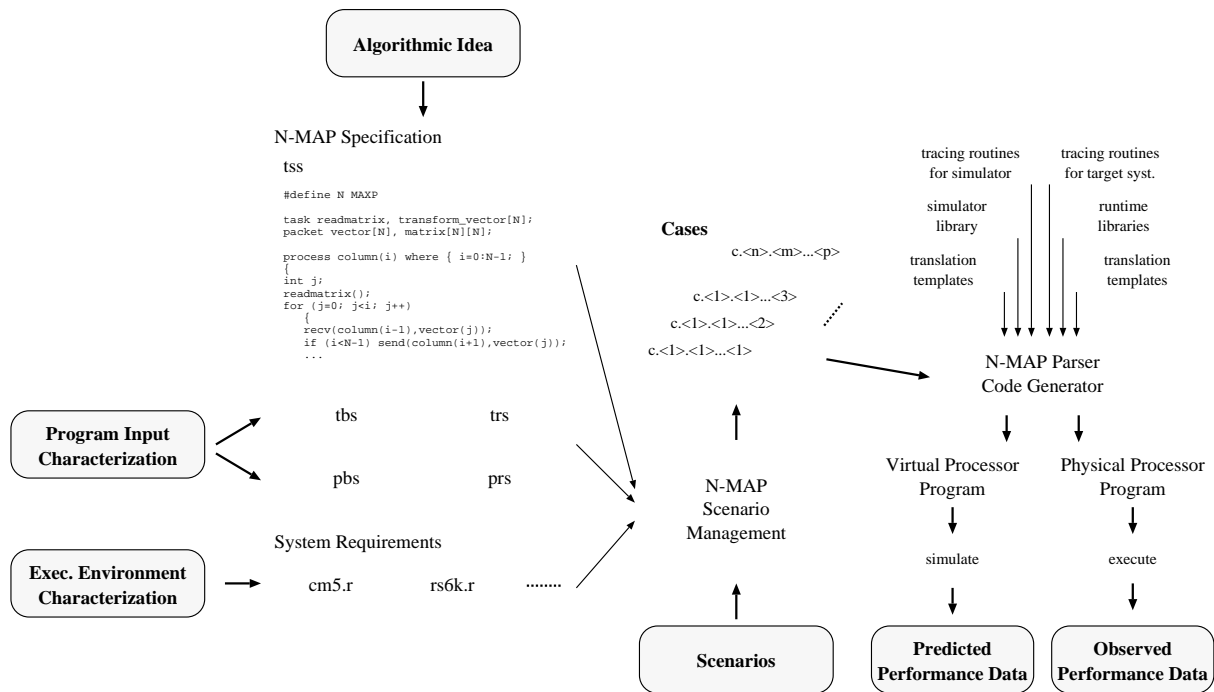 Algorithmic Idea
N-MAP Specification
tss
#define N MAXP
task readmatrix, transform_vector[N];
packet vector[N], matrix[N][N];
process column(i) where { i=0:N-1; }
{
int j;
readmatrix();
for (j=0; j<i; j++)
{
recv(column(i-1),vector(j));
if (i<N-1) send(column(i+1),vector(j));
...
Program Input
Characterization
tbs
trs
pbs
prs
System Requirements
Exec. Environment
Characterization
cm5.r
rs6k.r
........
Cases
c.<n>.<m>...<p>
c.<1>.<1>...<3>
c.<1>.<1>...<2>
c.<1>.<1>...<1>
N-MAP
Scenario
Management
Scenarios
tracing routines
for simulator
tracing routines
for target syst.
simulator
library
runtime
libraries
translation
templates
translation
templates
N-MAP Parser
Code Generator
Virtual Processor
Program
Physical Processor
Program
simulate
execute
Predicted
Performance Data
Observed
Performance Data